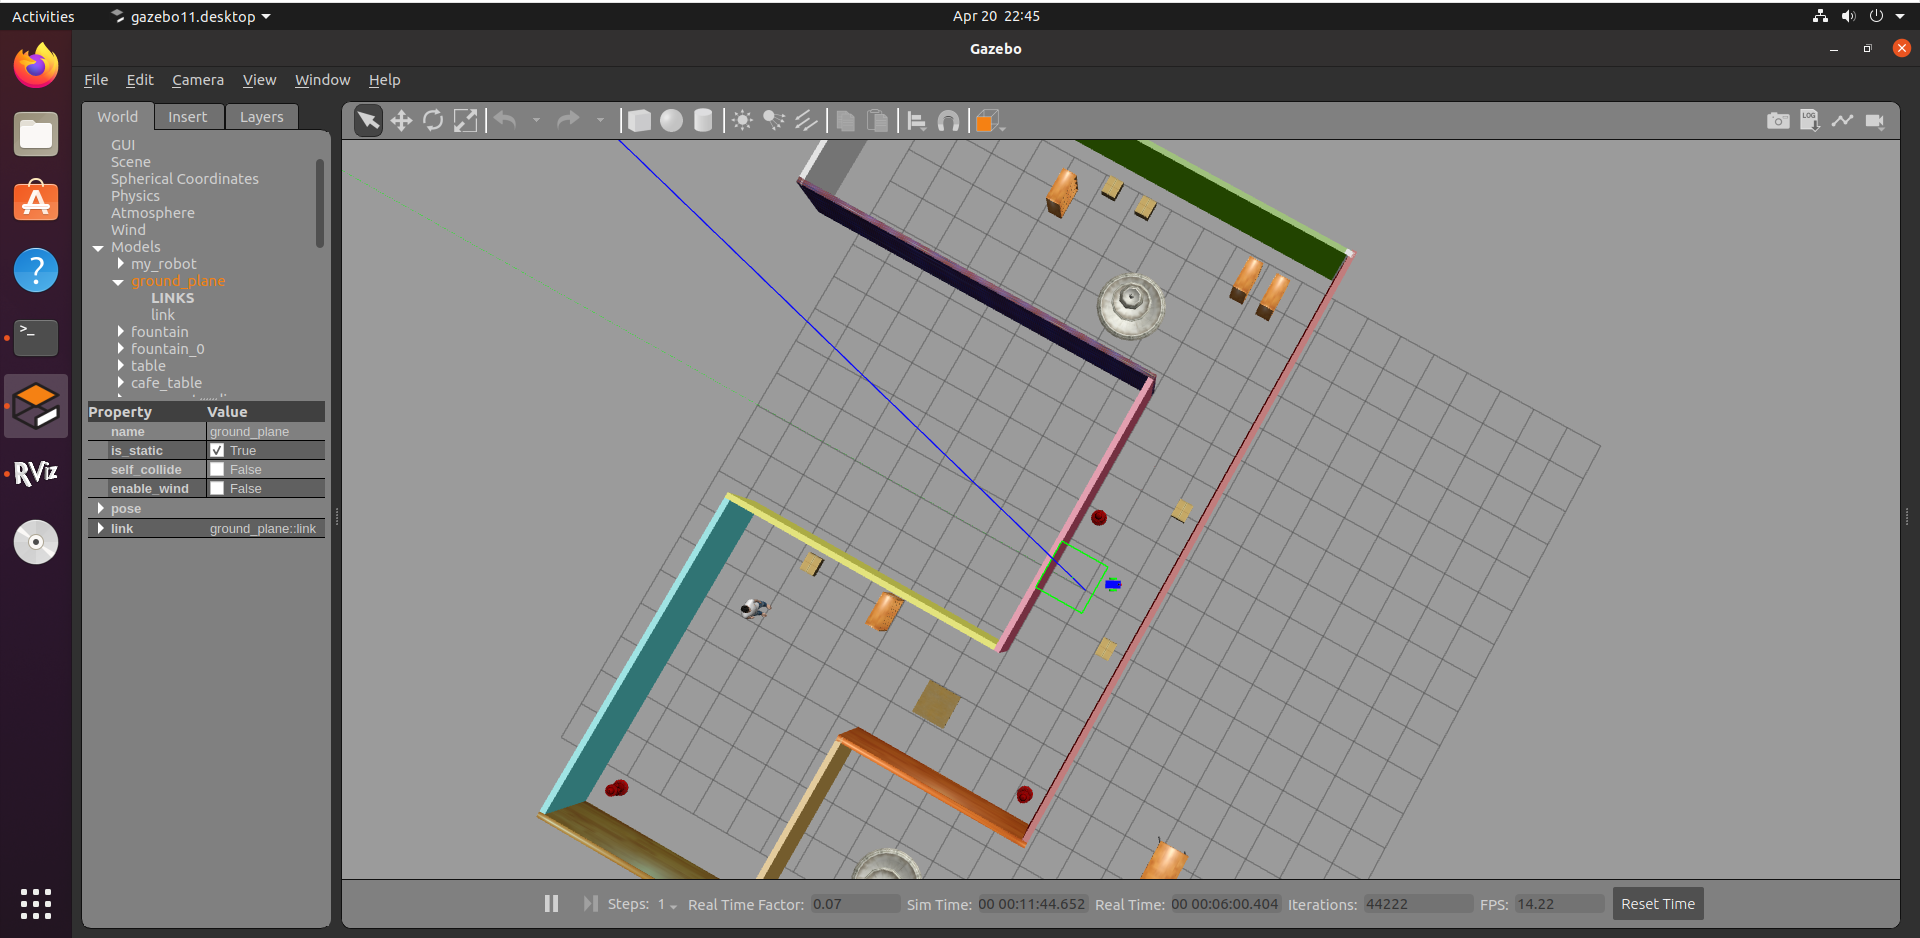 Activities
gazebo11.desktop
Apr 20 22:45
Gazebo
File Edit Camera View Window Help
World Insert Layers
GUI
Scene
Spherical Coordinates
Physics
Atmosphere
Wind
Models
my_robot
ground_plane
LINKS
link
fountain
fountain_0
table
cafe_table
Property Value
name ground_plane
is_static True
self_collide False
enable_wind False
pose
link ground_plane::link
LOG
RViz
Steps: 1 Real Time Factor: 0.07 Sim Time: 00 00:11:44.652 Real Time: 00 00:06:00.404 Iterations: 44222 FPS: 14.22 Reset Time